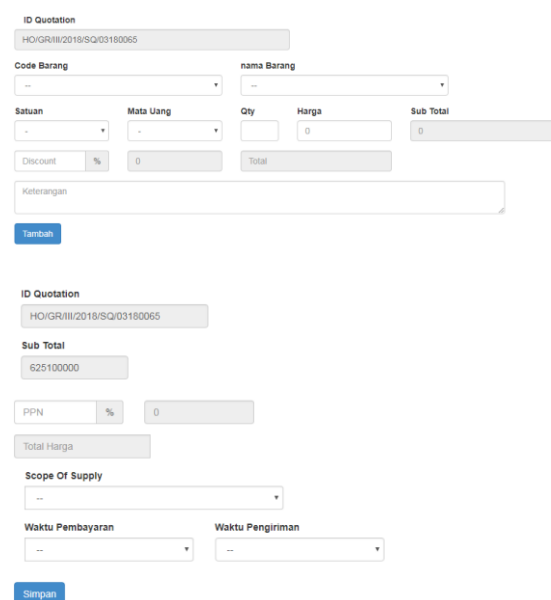 ID Quotation
HO/GR/III/2018/SQ/03180065
Code Barang nama Barang
-- --
Satuan Mata Uang Qty Harga Sub Total
- - 0 0
Discount % 0 Total
Keterangan
Tambah
ID Quotation
HO/GR/III/2018/SQ/03180065
Sub Total
625100000
PPN % 0
Total Harga
Scope Of Supply
--
Waktu Pembayaran Waktu Pengiriman
-- --
Simpan